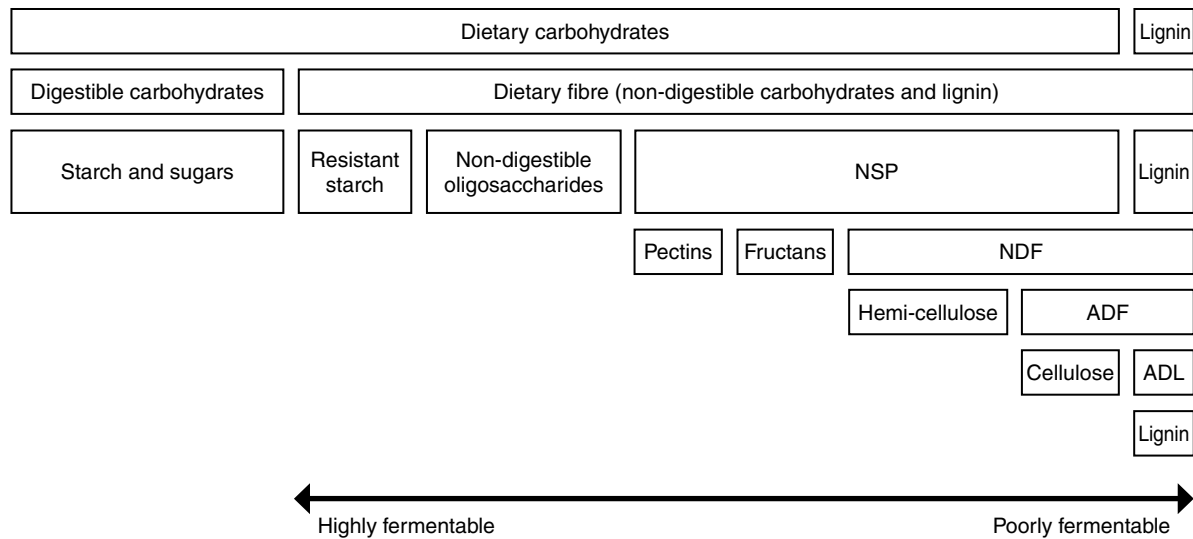 Dietary carbohydrates
Lignin
Digestible carbohydrates
Dietary fibre (non-digestible carbohydrates and lignin)
Starch and sugars
Resistant
starch
Non-digestible
oligosaccharides
NSP
Lignin
Pectins
Fructans
NDF
Hemi-cellulose
ADF
Cellulose
ADL
Lignin
Highly fermentable
Poorly fermentable